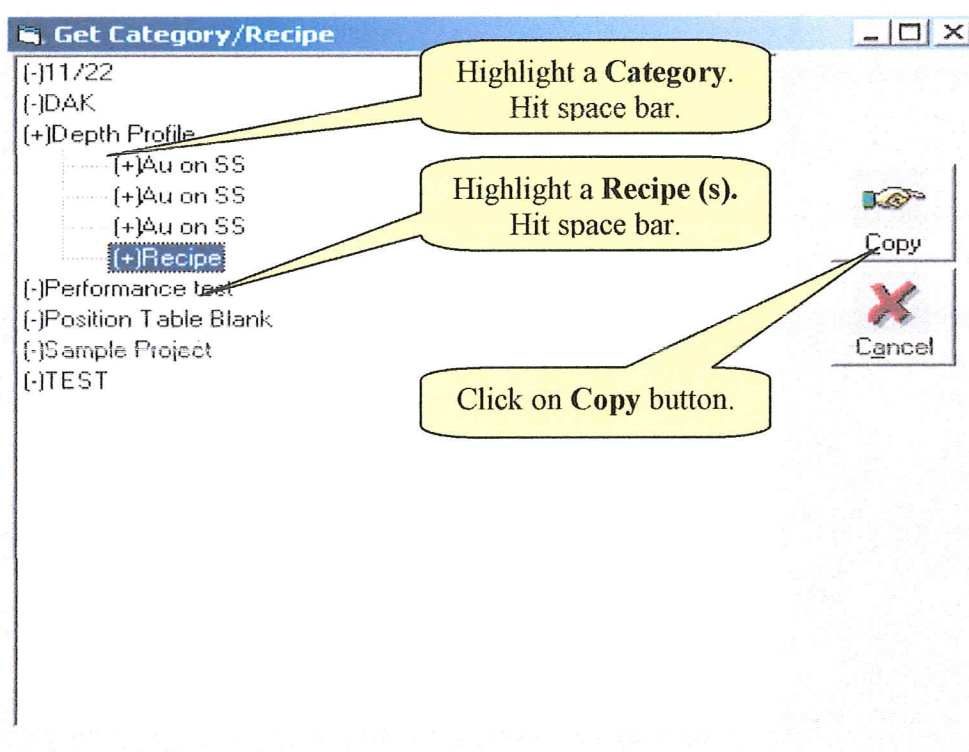 Get Category/Recipe
(-)11/22
(-)DAK
(+)Depth Profile
(+)Au on SS
(+)Au on SS
(+)Au on SS
(+)Recipe
(-)Performance test
(-)Position Table Blank
(-)Sample Project
(-)TEST
Highlight a Category.
Hit space bar.
Highlight a Recipe (s).
Hit space bar.
Click on Copy button.
Copy
Cancel